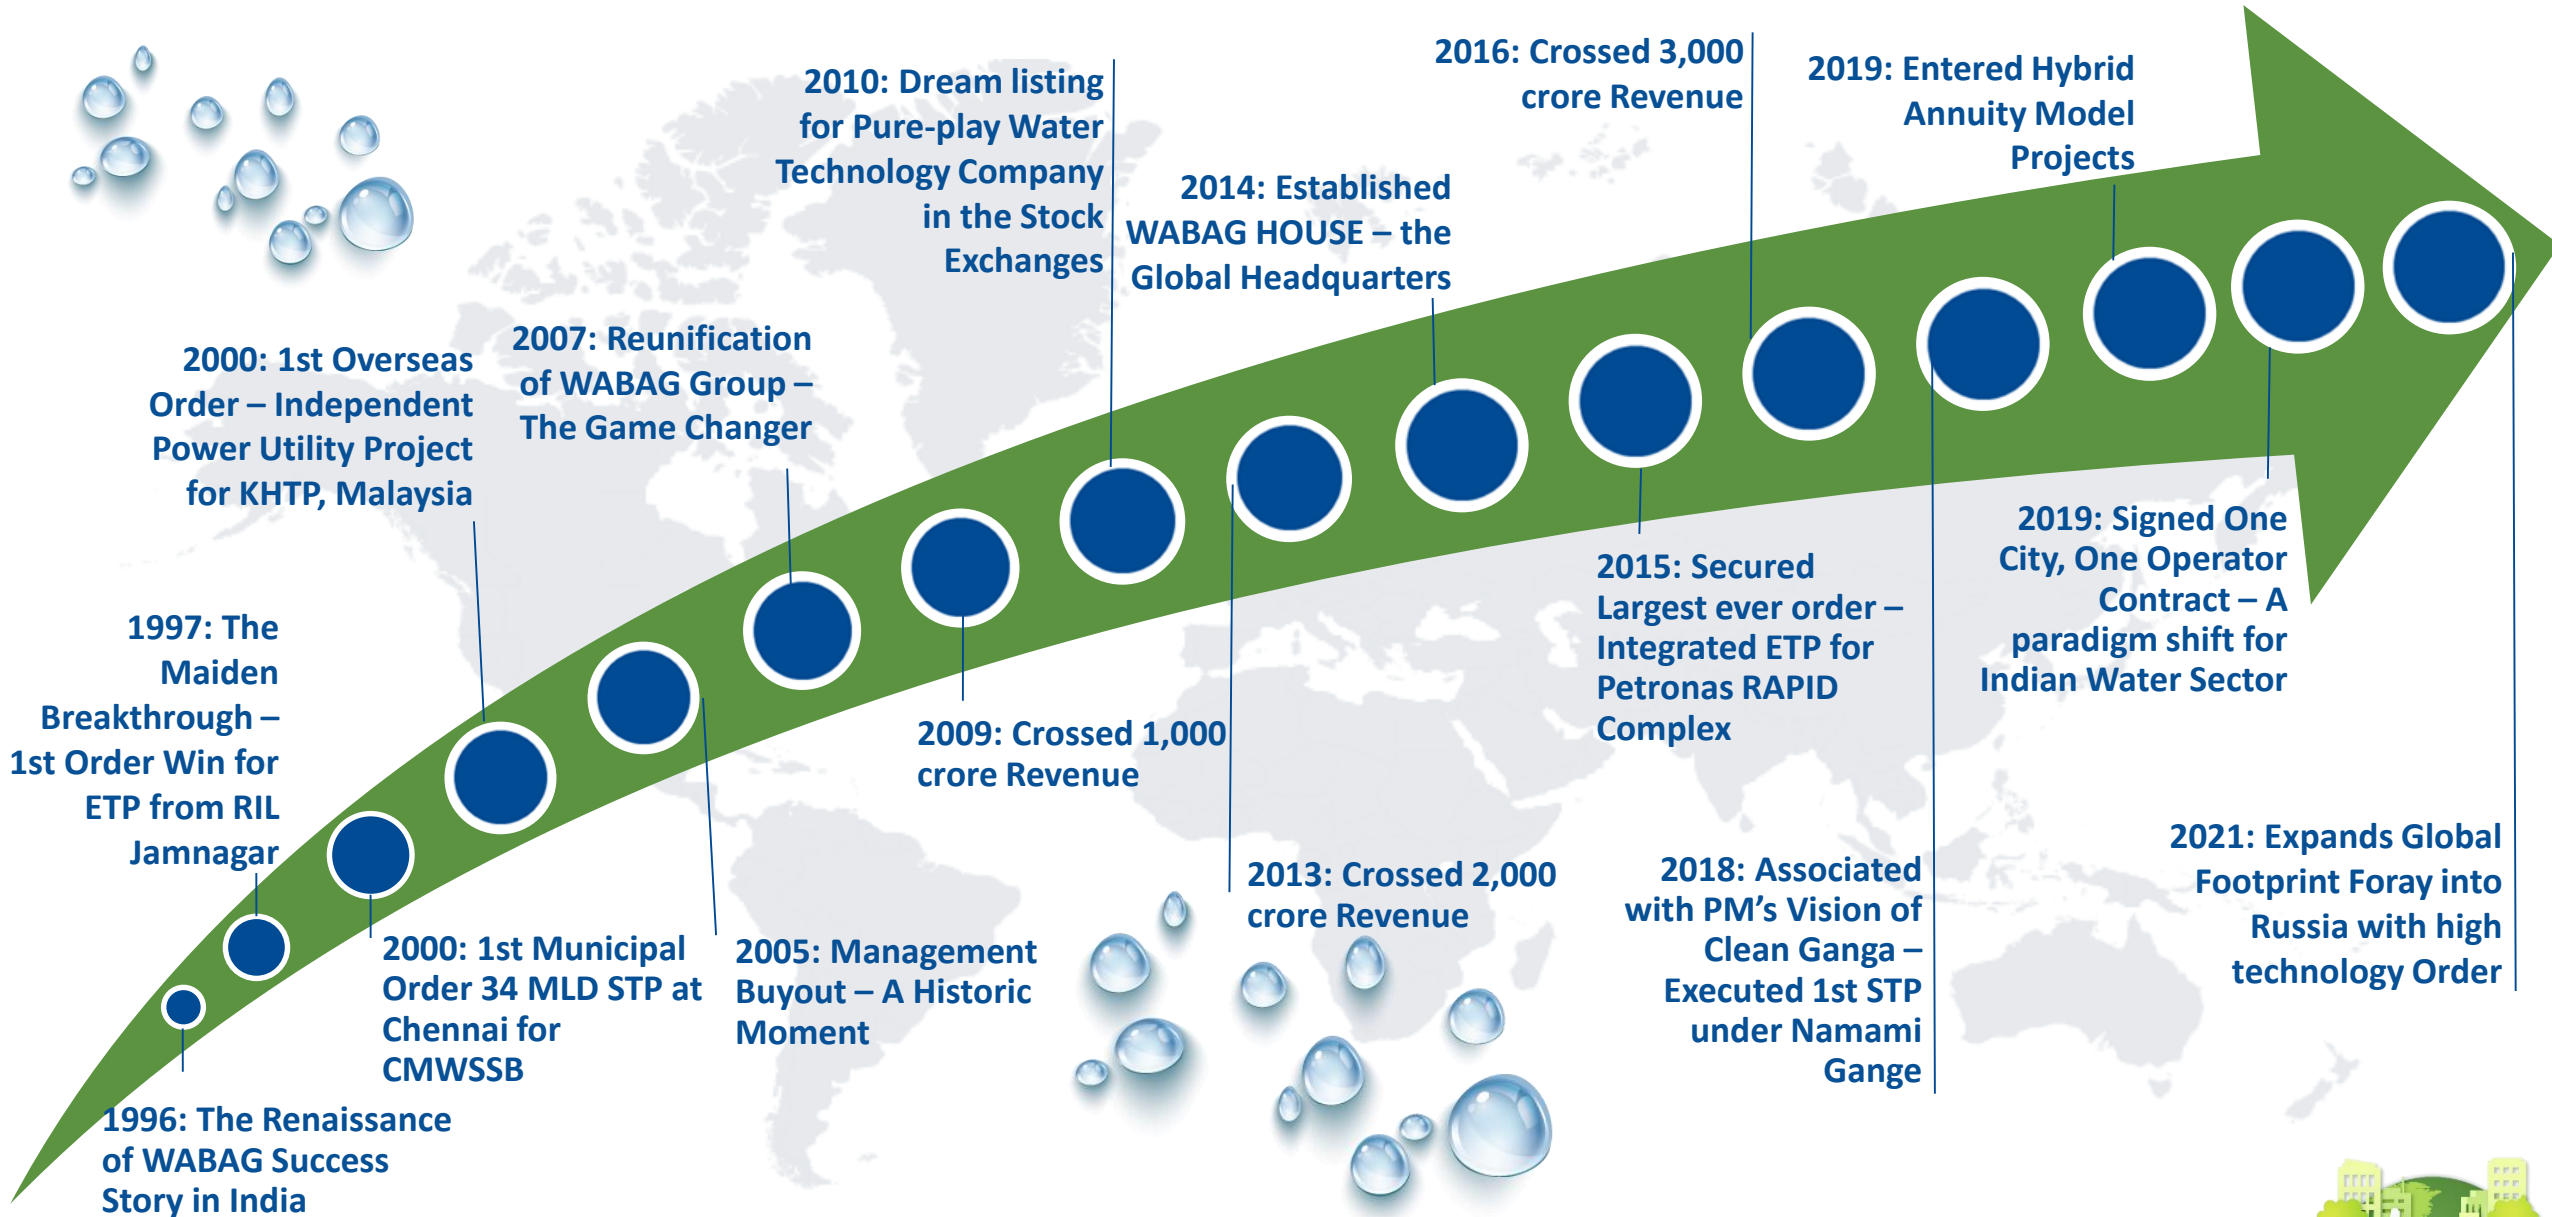 2016: Crossed 3,000
crore Revenue
2019: Entered Hybrid
Annuity Model
Projects
2010: Dream listing
for Pure-play Water
Technology Company
in the Stock
Exchanges
2014: Established
WABAG HOUSE – the
Global Headquarters
2007: Reunification
of WABAG Group –
The Game Changer
2000: 1st Overseas
Order – Independent
Power Utility Project
for KHTP, Malaysia
1997: The
Maiden
Breakthrough –
1st Order Win for
ETP from RIL
Jamnagar
2019: Signed One
City, One Operator
Contract – A
paradigm shift for
Indian Water Sector
2015: Secured
Largest ever order –
Integrated ETP for
Petronas RAPID
Complex
2009: Crossed 1,000
crore Revenue
2013: Crossed 2,000
crore Revenue
2018: Associated
with PM’s Vision of
Clean Ganga –
Executed 1st STP
under Namami
Gange
2021: Expands Global
Footprint Foray into
Russia with high
technology Order
2000: 1st Municipal
Order 34 MLD STP at
Chennai for
CMWSSB
2005: Management
Buyout – A Historic
Moment
1996: The Renaissance
of WABAG Success
Story in India